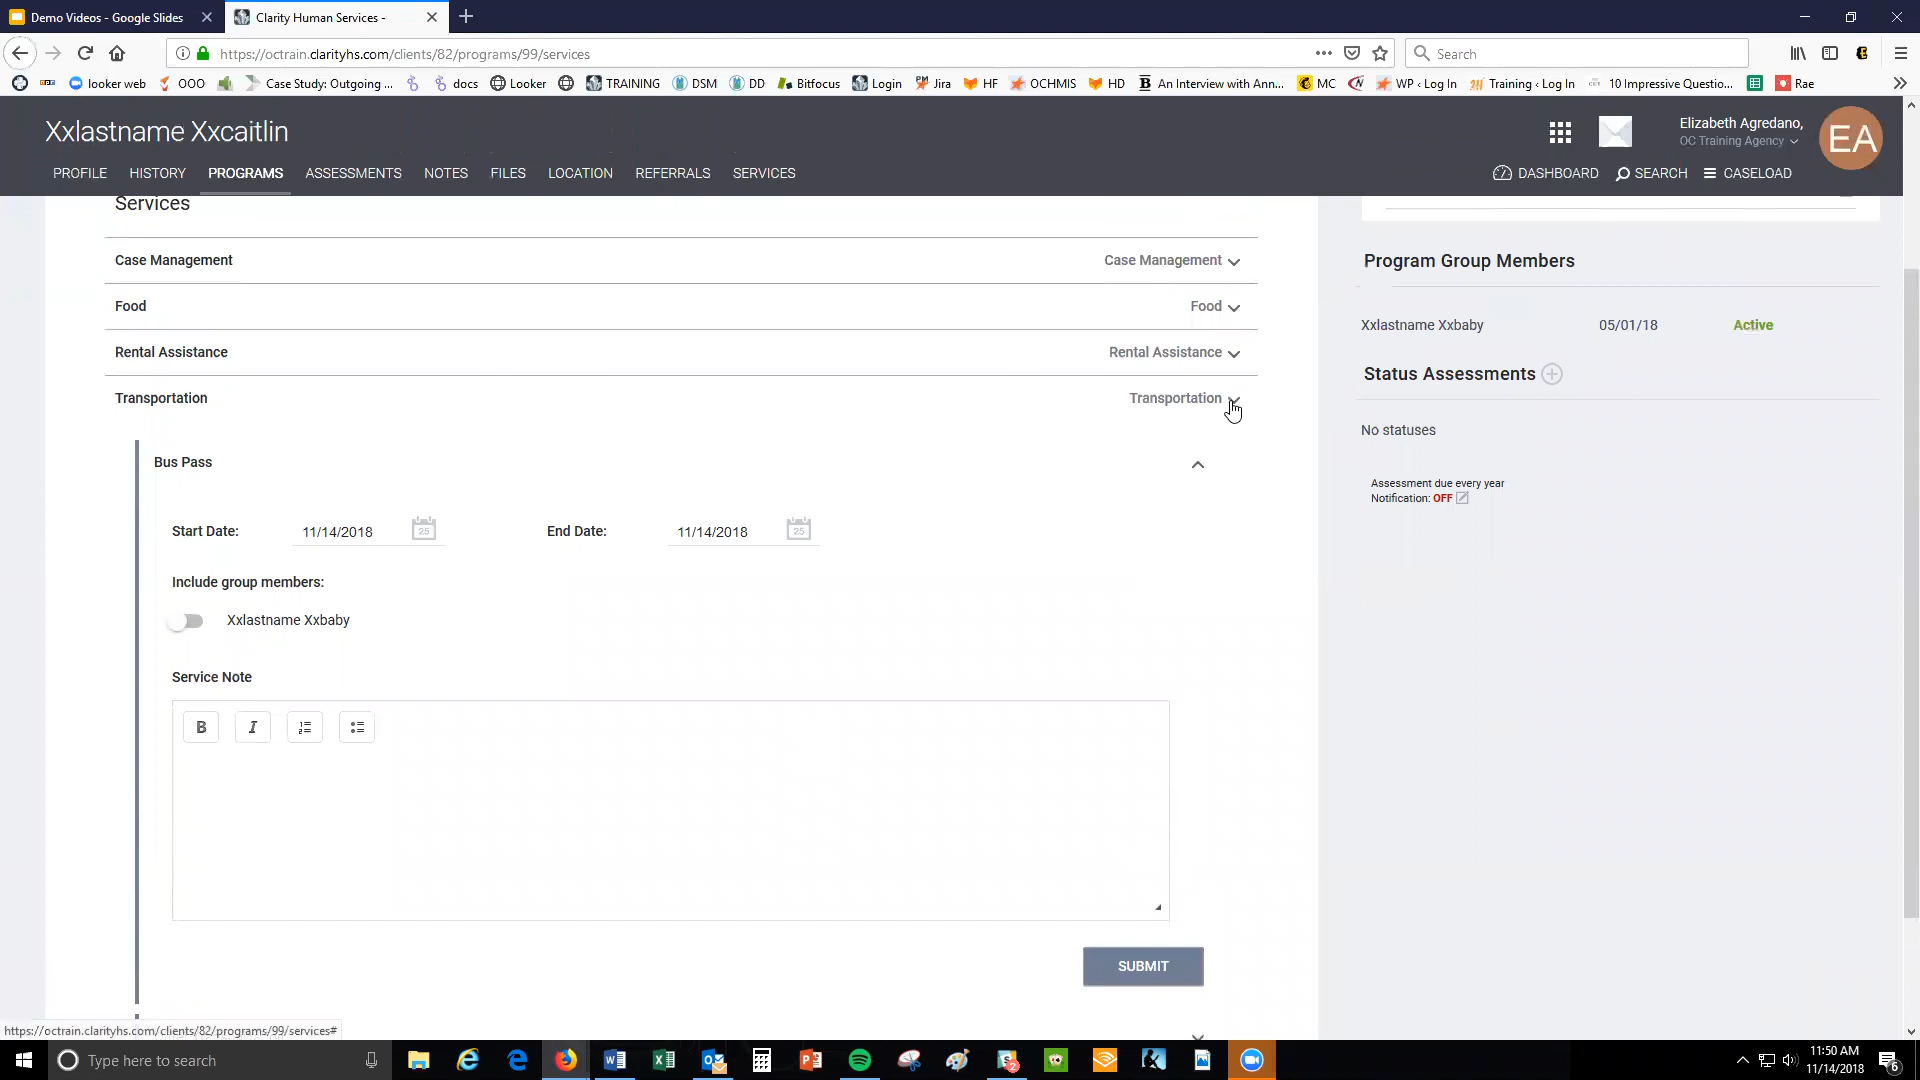 Demo Videos - Google Slides
Clarity Human Services -
https://octrain.clarityhs.com/clients/82/programs/99/services
Search
looker web
OOO
Case Study: Outgoing ...
docs
Looker
TRAINING
DSM
DD
Bitfocus
Login
Jira
HF
OCHMIS
HD
An Interview with Ann...
MC
WP ‹ Log In
Training ‹ Log In
10 Impressive Questio...
Rae
Xxlastname Xxcaitlin
Elizabeth Agredano,
OC Training Agency
EA
PROFILE HISTORY PROGRAMS ASSESSMENTS NOTES FILES LOCATION REFERRALS SERVICES
DASHBOARD SEARCH CASELOAD
Services
Case Management Case Management
Food Food
Rental Assistance Rental Assistance
Transportation Transportation
Bus Pass
Start Date: 11/14/2018 25 End Date: 11/14/2018 25
Include group members:
Xxlastname Xxbaby
Service Note
B I
SUBMIT
Program Group Members
Xxlastname Xxbaby 05/01/18 Active
Status Assessments
No statuses
Assessment due every year
Notification: OFF
https://octrain.clarityhs.com/clients/82/programs/99/services#
Type here to search
11:50 AM
11/14/2018
6